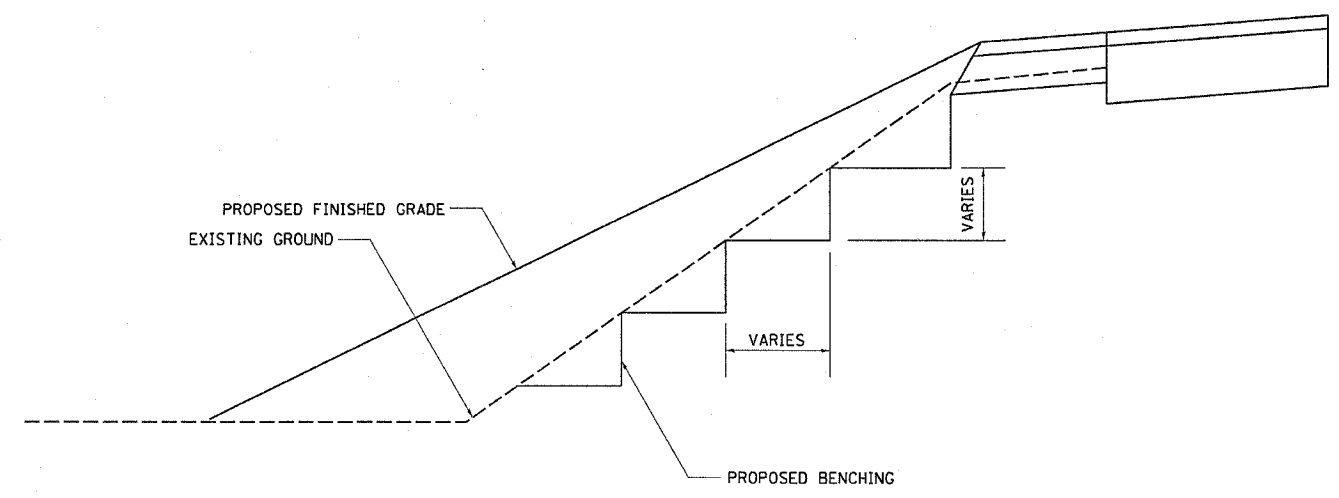 PROPOSED FINISHED GRADE
EXISTING GROUND
VARIES
VARIES
PROPOSED BENCHING